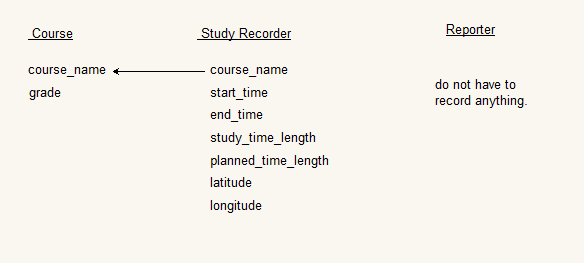 Course
course_name
grade
Study Recorder
course_name
start_time
end_time
study_time_length
planned_time_length
latitude
longitude
Reporter
do not have to
record anything.